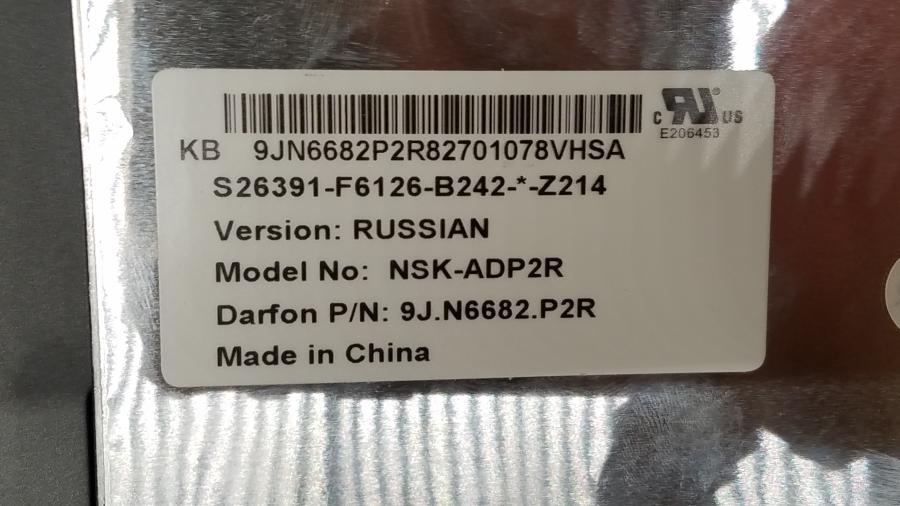 c RU US
E206453
KB 9JN6682P2R82701078VHSA
S26391-F6126-B242-*-Z214
Version: RUSSIAN
Model No: NSK-ADP2R
Darfon P/N: 9J.N6682.P2R
Made in China